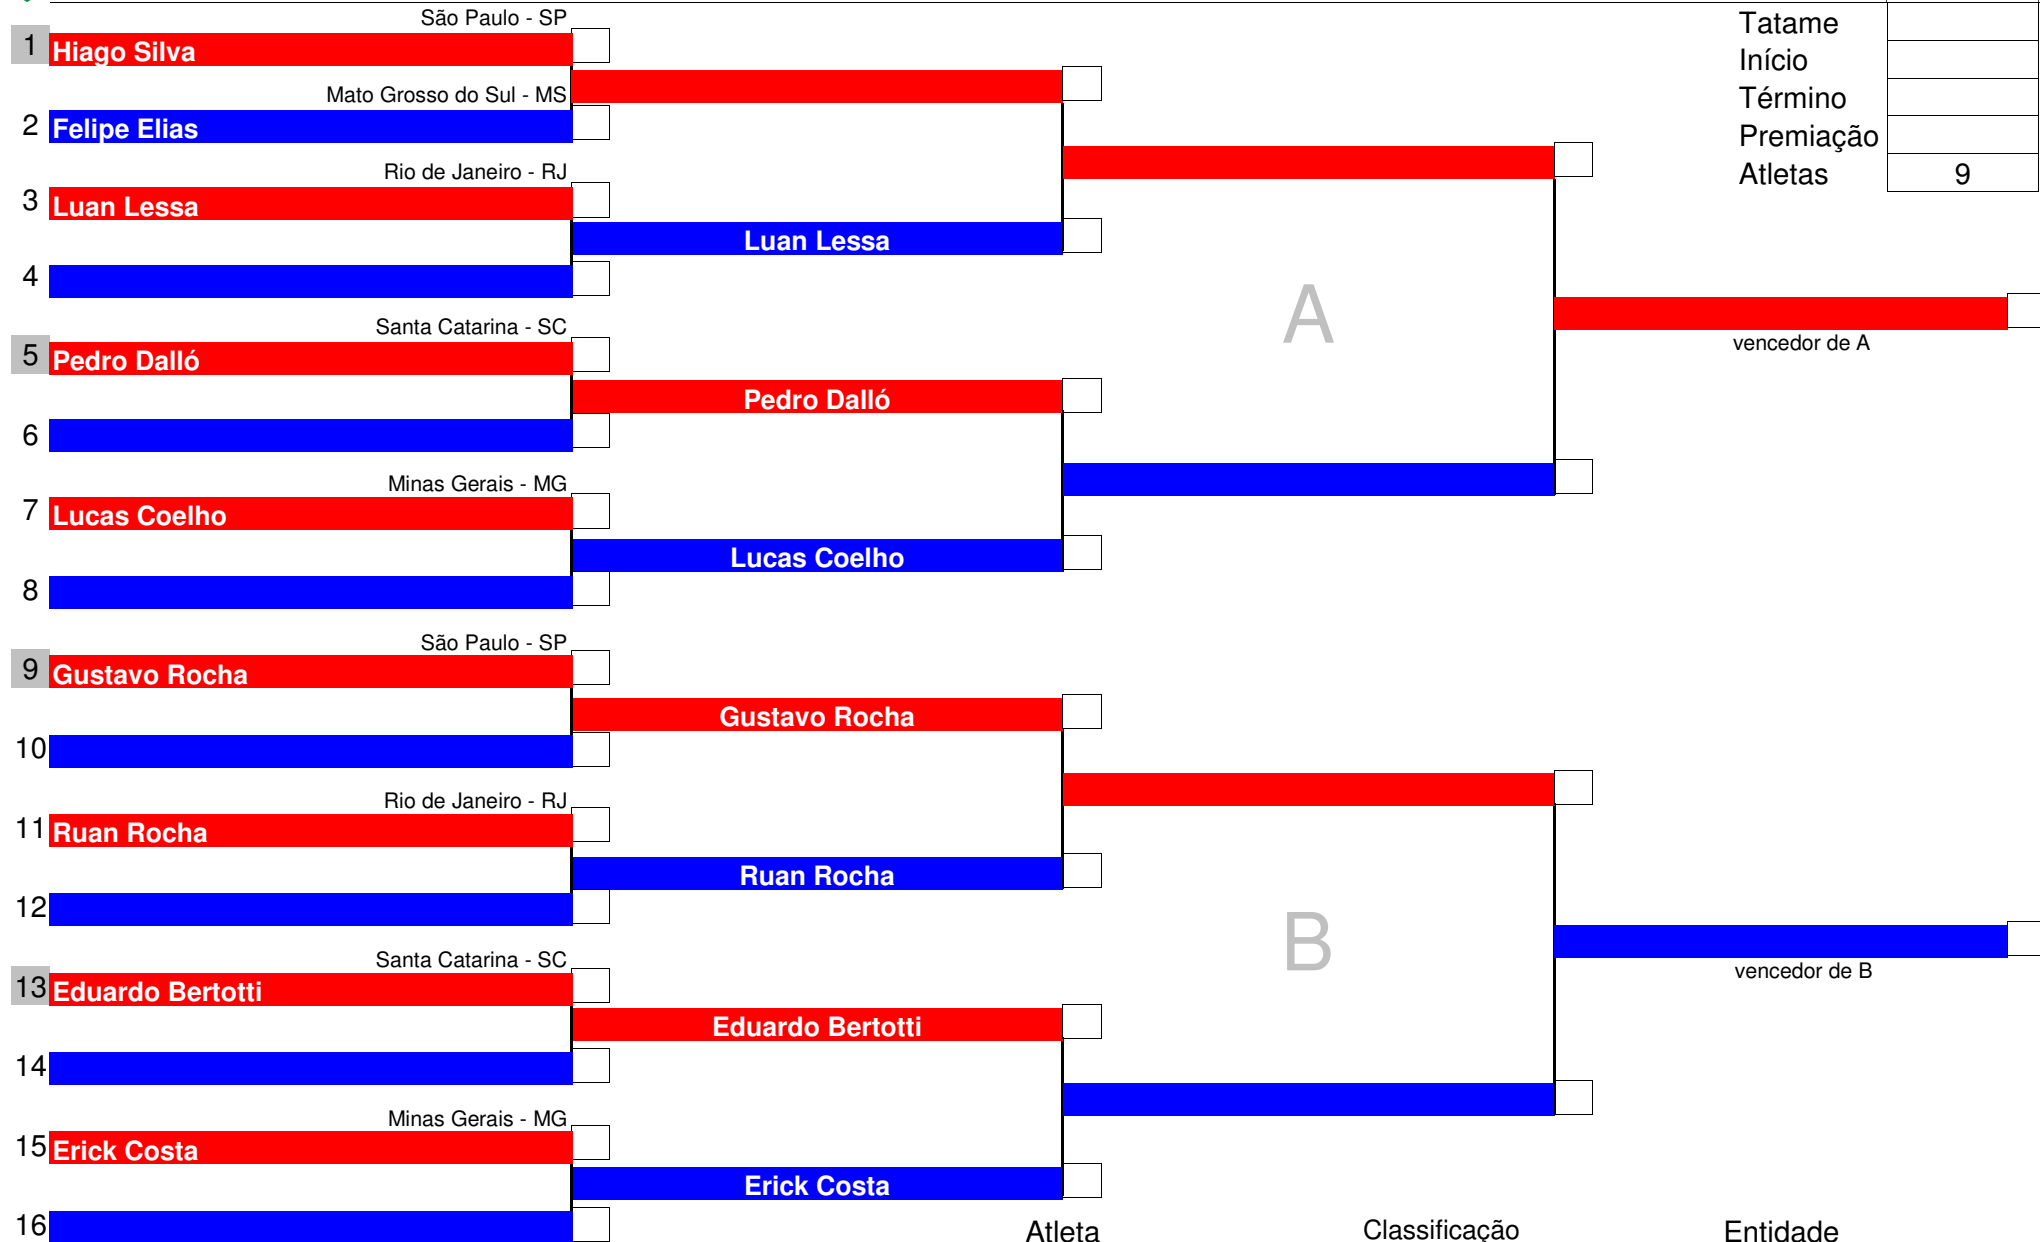 São Paulo - SP
1 Hiago Silva
Mato Grosso do Sul - MS
2 Felipe Elias
Rio de Janeiro - RJ
3 Luan Lessa
Luan Lessa
4
Santa Catarina - SC
5 Pedro Dalló
Pedro Dalló
6
Minas Gerais - MG
7 Lucas Coelho
Lucas Coelho
8
São Paulo - SP
9 Gustavo Rocha
Gustavo Rocha
10
Rio de Janeiro - RJ
11 Ruan Rocha
Ruan Rocha
12
Santa Catarina - SC
13 Eduardo Bertotti
Eduardo Bertotti
14
Minas Gerais - MG
15 Erick Costa
Erick Costa
16
A
B
vencedor de A
vencedor de B
Tatame
Início
Término
Premiação
Atletas 9
Atleta Classificação Entidade